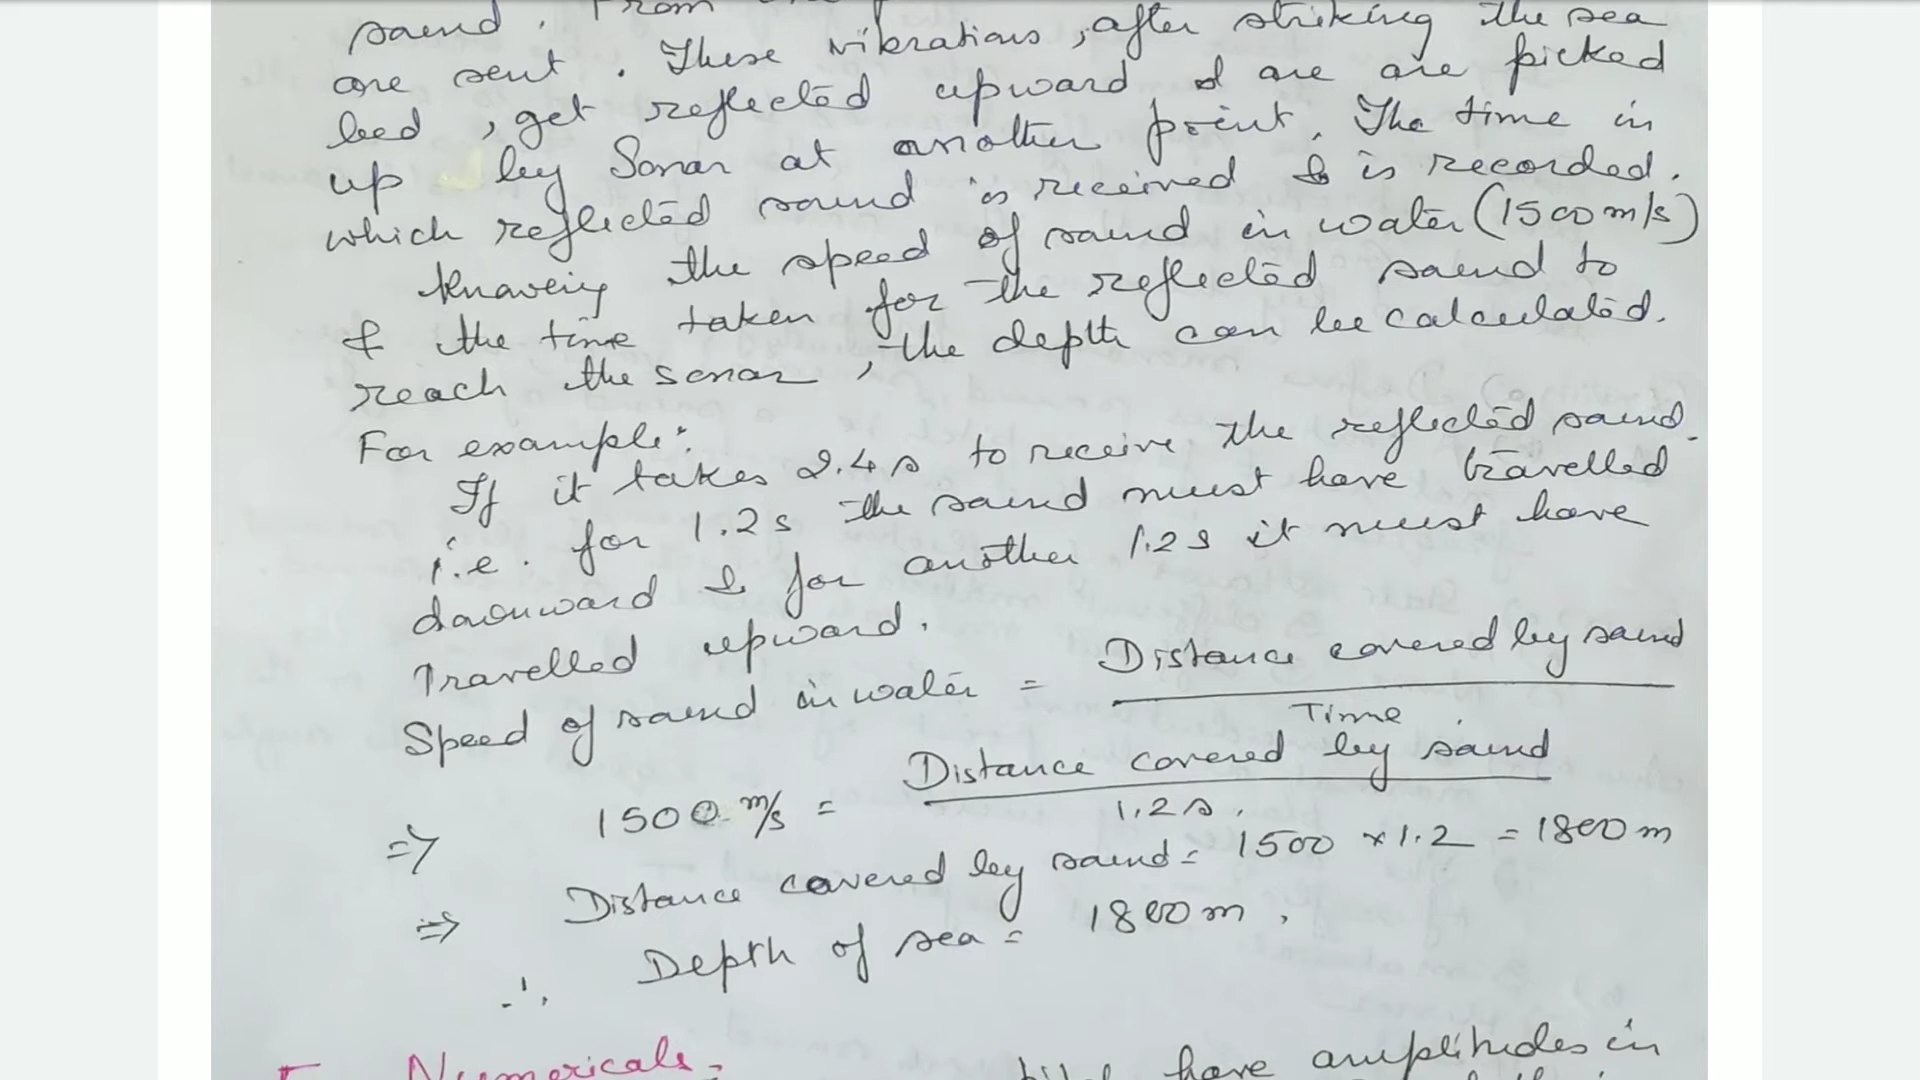 sound. From
are sent. These vibrations, after striking the sea
bed, get reflected upward & are are picked
up by Sonar at another point. The time in
which reflected sound is received & is recorded.
Knowing the speed of sound in water (1500 m/s)
& the time taken for the reflected sound to
reach the sonar, the depth can be calculated.
For example:
If it takes 2.4 s to receive the reflected sound.
i.e. for 1.2 s the sound must have travelled
downward & for another 1.2 s it must have
travelled upward.
Speed of sound in water = Distance covered by sound
Time
=> 1500 m/s = Distance covered by sound
1.2 s.
=> Distance covered by sound = 1500 × 1.2 = 1800 m
∴ Depth of sea = 1800 m.
Numericals-
have amplitudes in